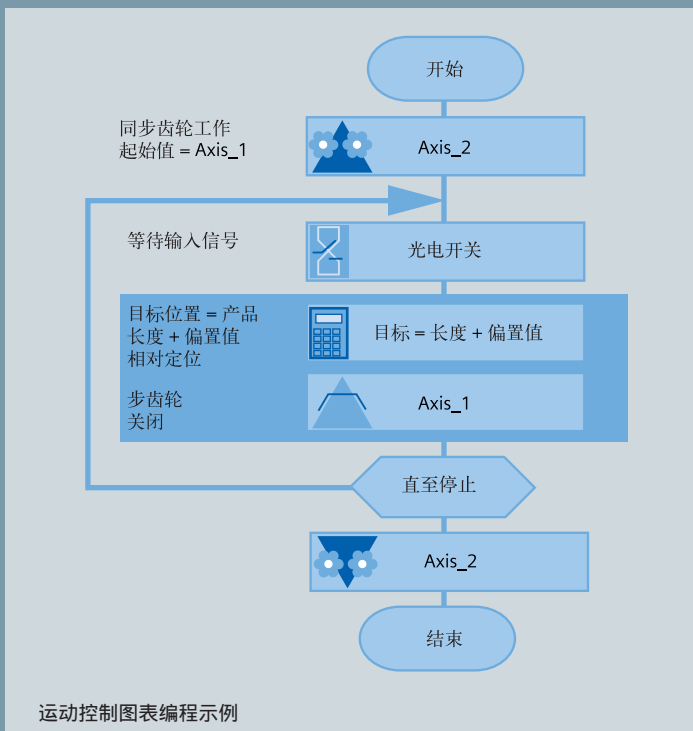 开始
同步齿轮工作
起始值 = Axis_1
Axis_2
等待输入信号
光电开关
目标位置 = 产品
长度 + 偏置值
相对定位
目标 = 长度 + 偏置值
步齿轮
关闭
Axis_1
直至停止
Axis_2
结束
运动控制图表编程示例